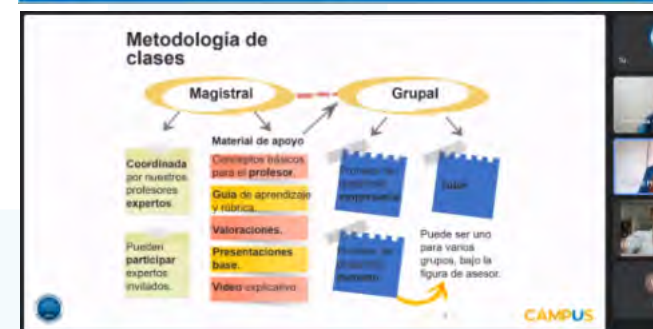 Metodología de
clases
Magistral
Grupal
Material de apoyo
Coordinada
por nuestros
profesores
expertos
Pueden
participar
expertos
invitados.
Conceptos básicos
para el profesor.
Guía de aprendizaje
y rúbrica.
Valoraciones.
Presentaciones
base.
Video explicativo
Tutor
Puede ser uno
para varios
grupos, bajo la
figura de asesor.
CAMPUS